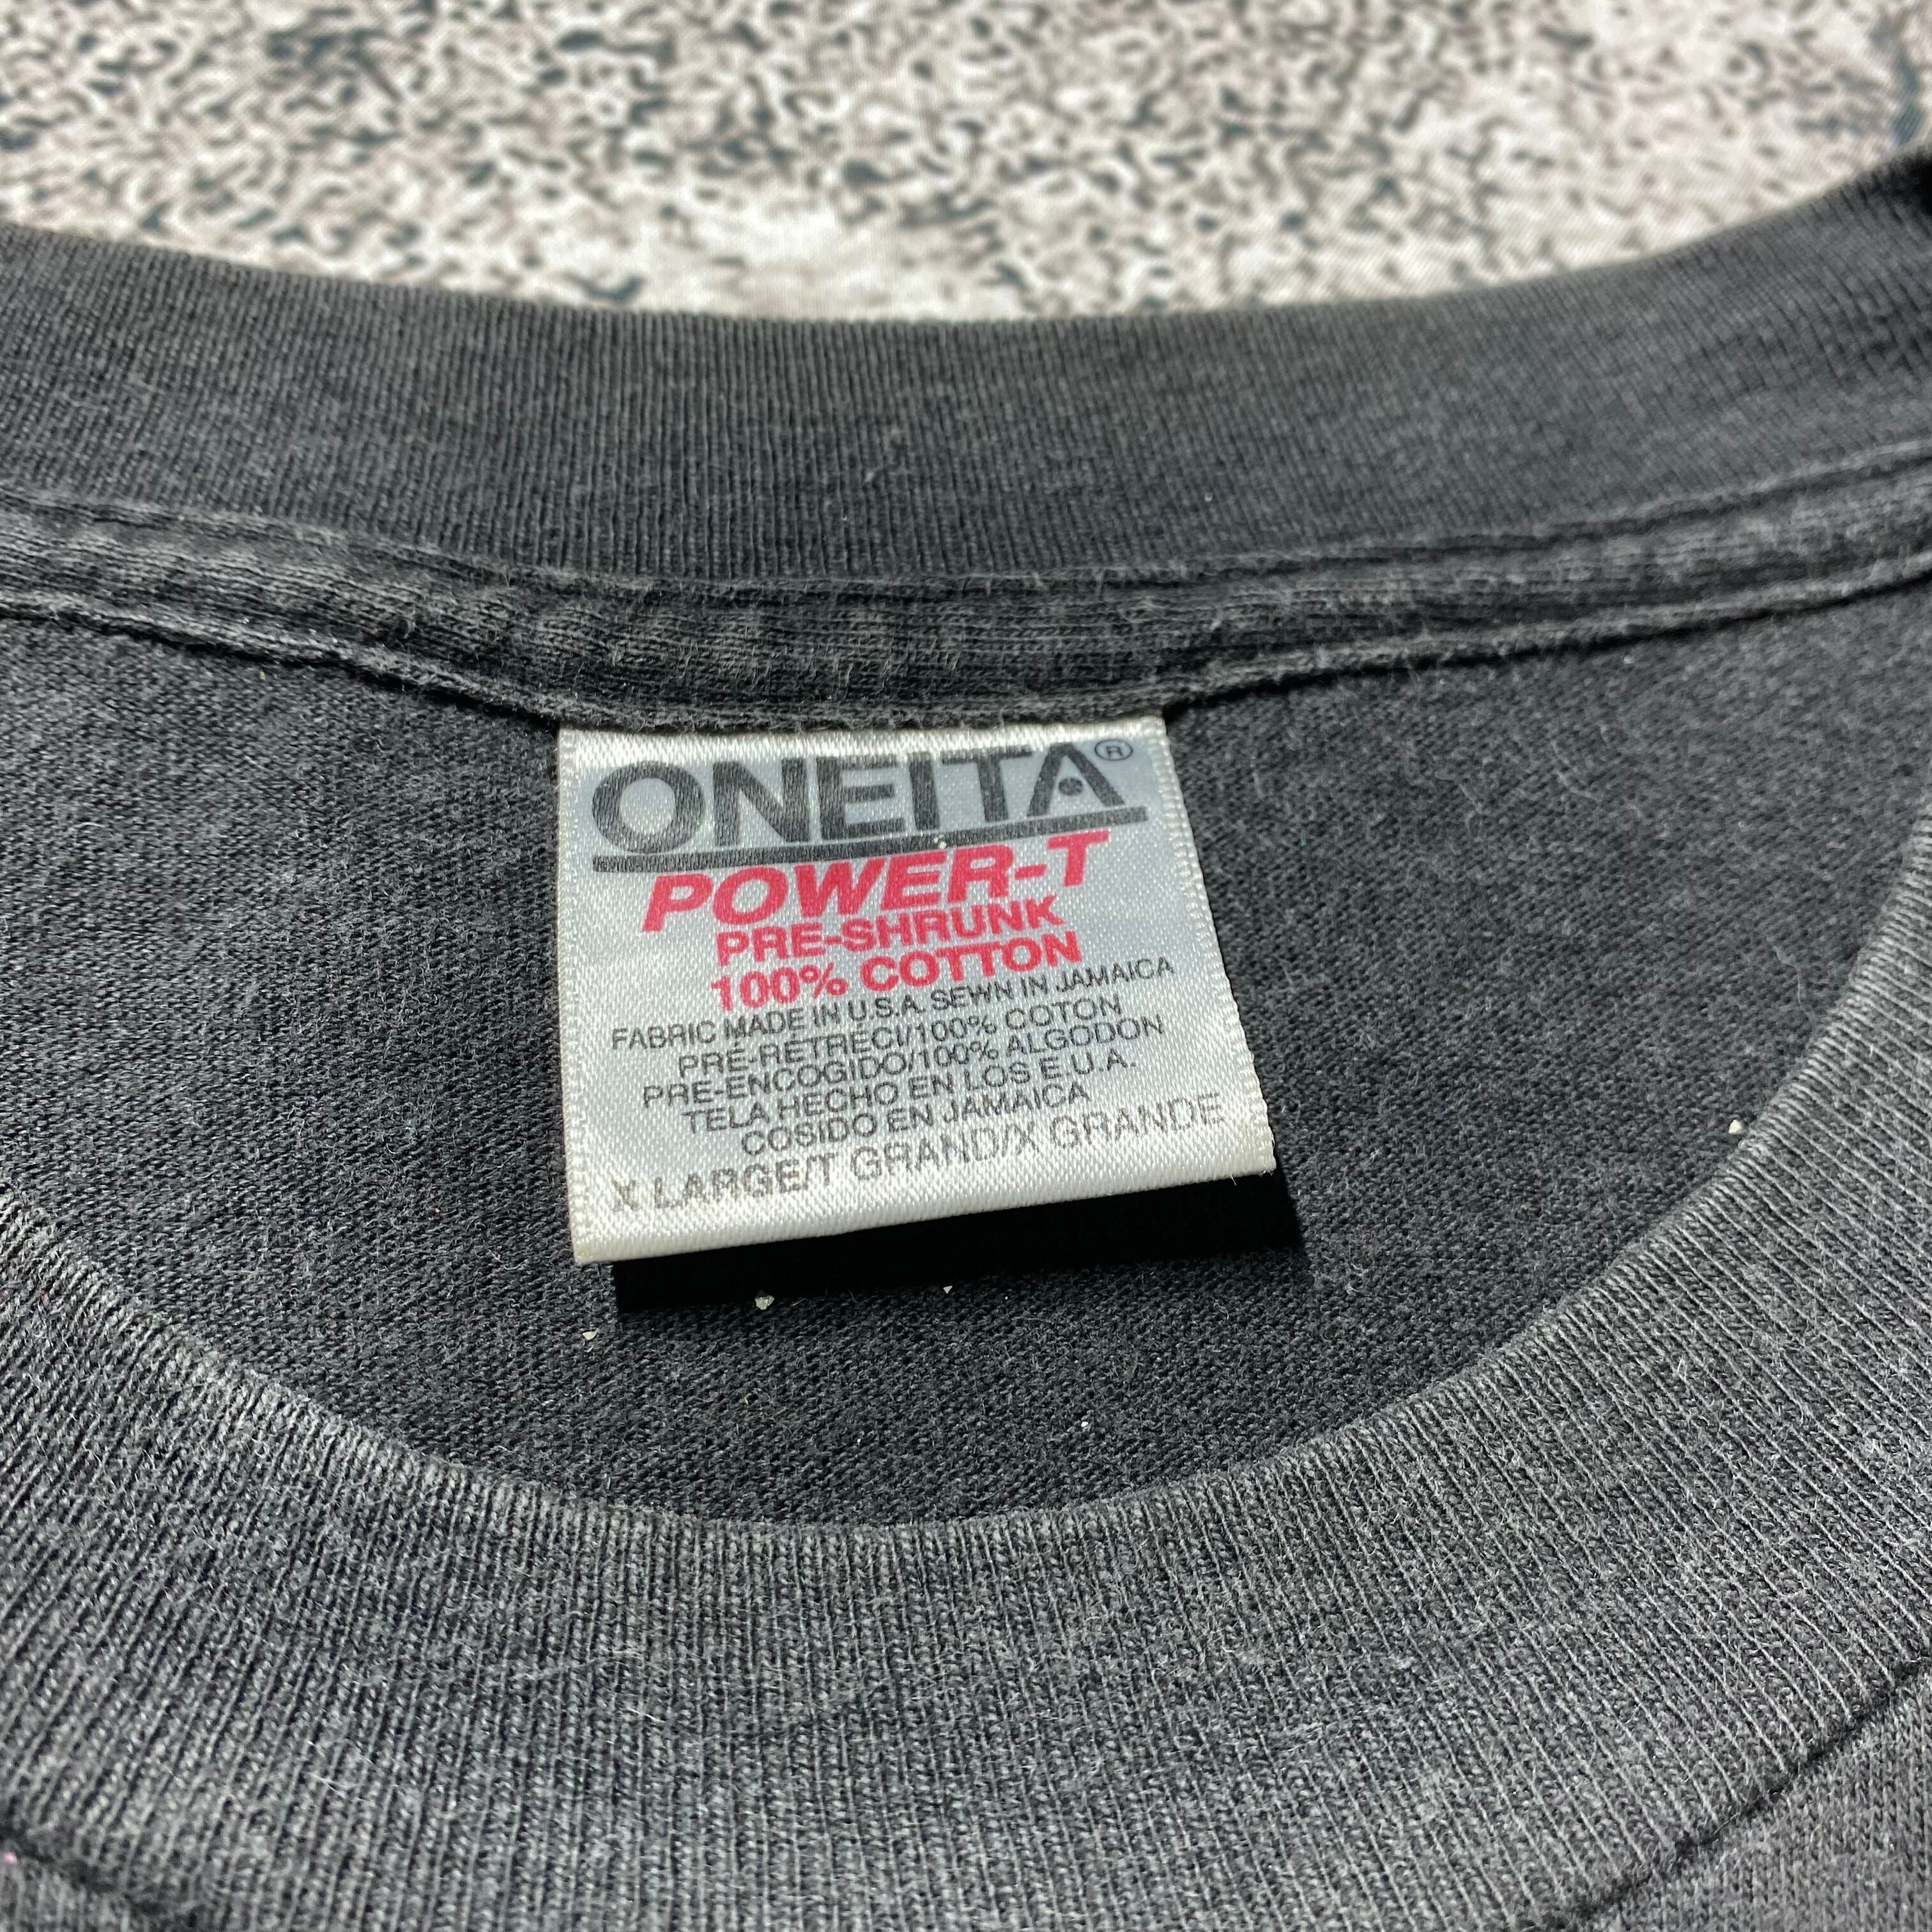 ONEITA®
POWER-T
PRE-SHRUNK
100% COTTON
FABRIC MADE IN U.S.A. SEWN IN JAMAICA
PRÉ-RÉTRÉCI/100% COTON
PRE-ENCOGIDO/100% ALGODON
TELA HECHO EN LOS E.U.A.
COSIDO EN JAMAICA
X LARGE/T GRAND/X GRANDE